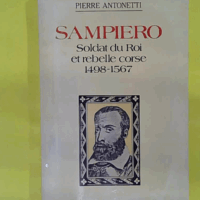 PIERRE ANTONETTI
SAMPIERO
Soldat du Roi
et rebelle corse
1498-1567